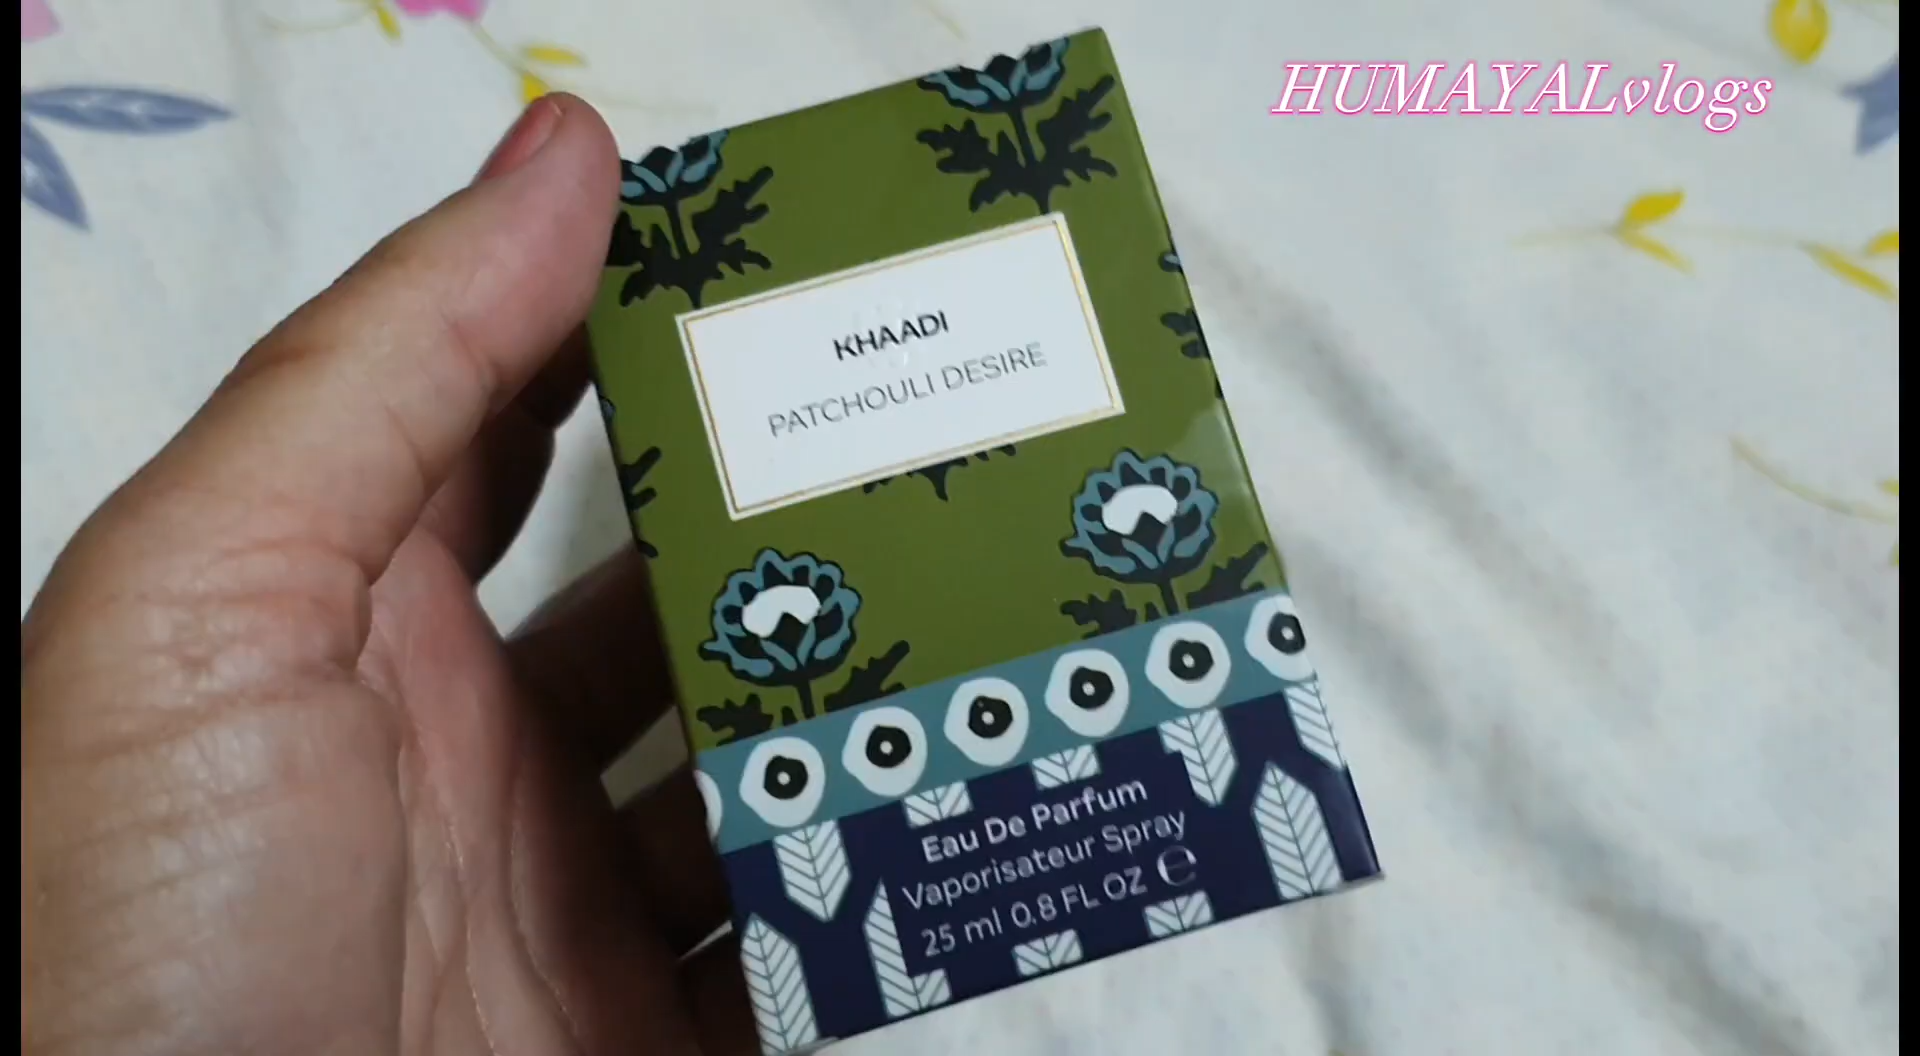 HUMAYALvlogs
KHAADI
PATCHOULI DESIRE
Eau De Parfum
Vaporisateur Spray
25 ml 0.8 FL OZ ℮